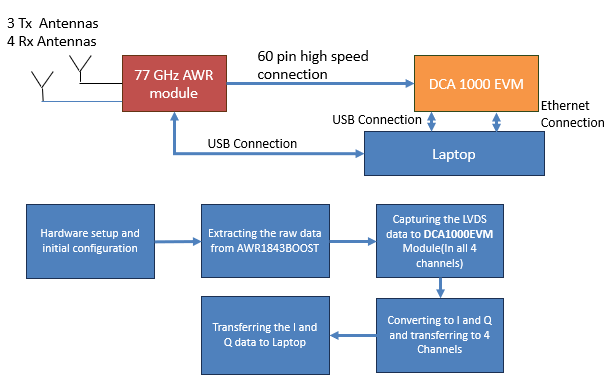 3 Tx Antennas
4 Rx Antennas
77 GHz AWR
module
60 pin high speed
connection
DCA 1000 EVM
USB Connection
Ethernet
Connection
USB Connection
Laptop
Hardware setup and
initial configuration
Extracting the raw data
from AWR1843BOOST
Capturing the LVDS
data to DCA1000EVM
Module(In all 4
channels)
Transferring the I and
Q data to Laptop
Converting to I and Q
and transferring to 4
Channels